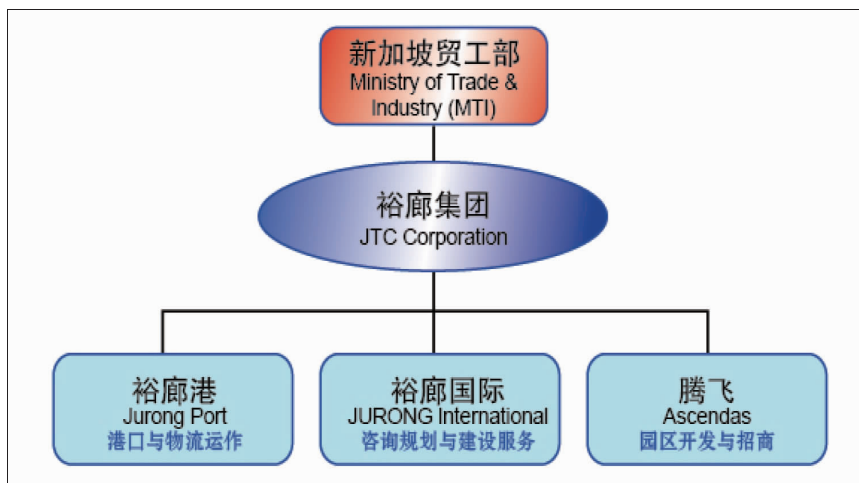 新加坡贸工部
Ministry of Trade &
Industry (MTI)
裕廊集团
JTC Corporation
裕廊港
Jurong Port
港口与物流运作
裕廊国际
JURONG International
咨询规划与建设服务
腾飞
Ascendas
园区开发与招商